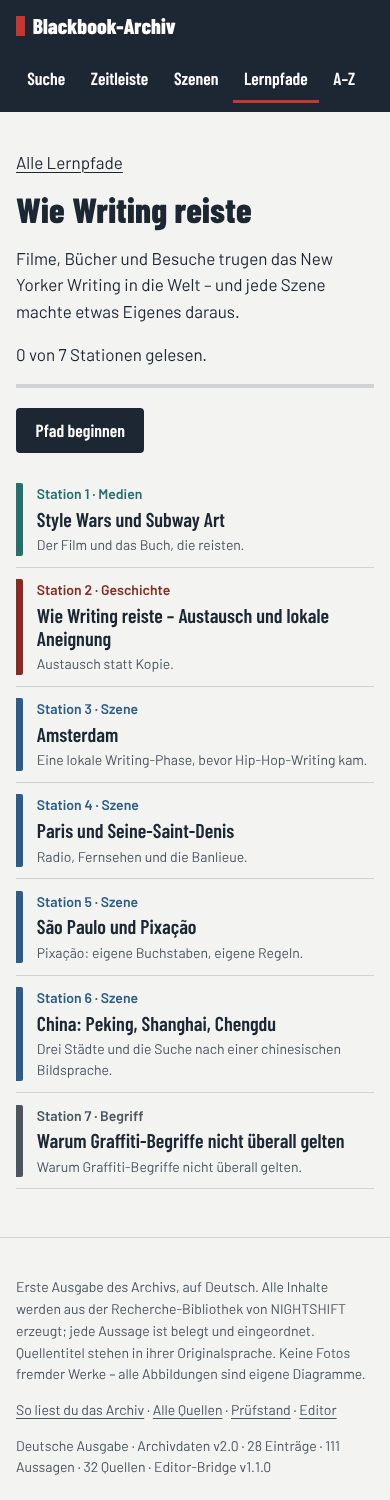 Blackbook-Archiv
Suche Zeitleiste Szenen Lernpfade A–Z
Alle Lernpfade
Wie Writing reiste
Filme, Bücher und Besuche trugen das New
Yorker Writing in die Welt – und jede Szene
machte etwas Eigenes daraus.
0 von 7 Stationen gelesen.
Pfad beginnen
Station 1 · Medien
Style Wars und Subway Art
Der Film und das Buch, die reisten.
Station 2 · Geschichte
Wie Writing reiste – Austausch und lokale
Aneignung
Austausch statt Kopie.
Station 3 · Szene
Amsterdam
Eine lokale Writing-Phase, bevor Hip-Hop-Writing kam.
Station 4 · Szene
Paris und Seine-Saint-Denis
Radio, Fernsehen und die Banlieue.
Station 5 · Szene
São Paulo und Pixação
Pixação: eigene Buchstaben, eigene Regeln.
Station 6 · Szene
China: Peking, Shanghai, Chengdu
Drei Städte und die Suche nach einer chinesischen
Bildsprache.
Station 7 · Begriff
Warum Graffiti-Begriffe nicht überall gelten
Warum Graffiti-Begriffe nicht überall gelten.
Erste Ausgabe des Archivs, auf Deutsch. Alle Inhalte
werden aus der Recherche-Bibliothek von NIGHTSHIFT
erzeugt; jede Aussage ist belegt und eingeordnet.
Quellentitel stehen in ihrer Originalsprache. Keine Fotos
fremder Werke – alle Abbildungen sind eigene Diagramme.
So liest du das Archiv · Alle Quellen · Prüfstand · Editor
Deutsche Ausgabe · Archivdaten v2.0 · 28 Einträge · 111
Aussagen · 32 Quellen · Editor-Bridge v1.1.0